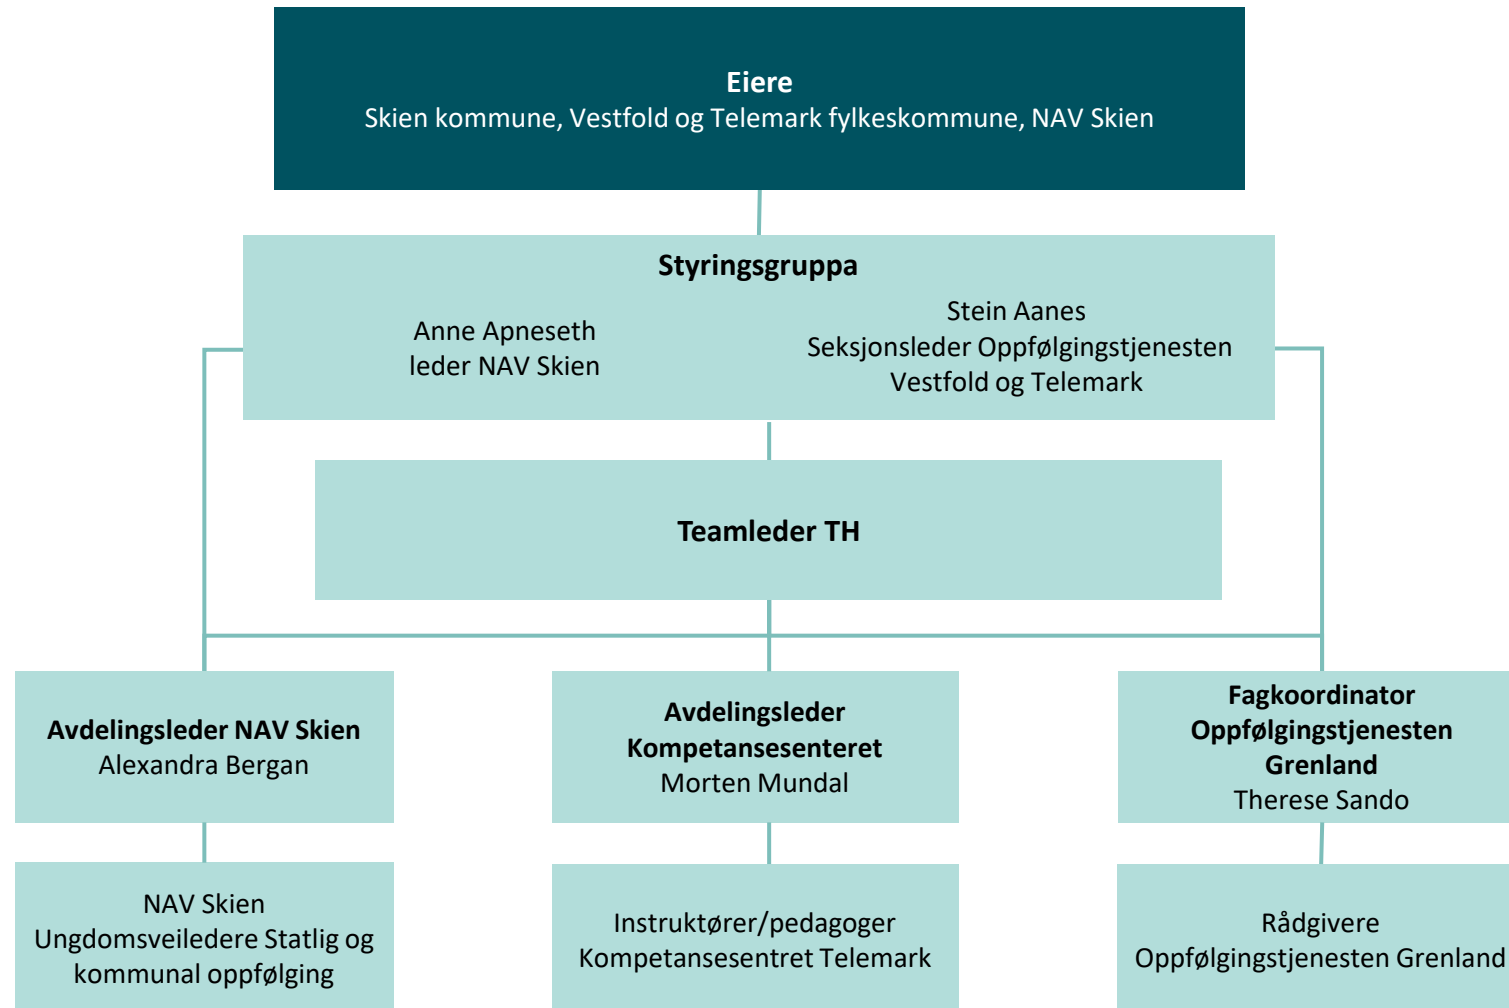 Eiere
Skien kommune, Vestfold og Telemark fylkeskommune, NAV Skien
Styringsgruppa
Anne Apneseth
leder NAV Skien
Stein Aanes
Seksjonsleder Oppfølgingstjenesten
Vestfold og Telemark
Teamleder TH
Avdelingsleder NAV Skien
Alexandra Bergan
Avdelingsleder
Kompetansesenteret
Morten Mundal
Fagkoordinator
Oppfølgingstjenesten
Grenland
Therese Sando
NAV Skien
Ungdomsveiledere Statlig og
kommunal oppfølging
Instruktører/pedagoger
Kompetansesentret Telemark
Rådgivere
Oppfølgingstjenesten Grenland